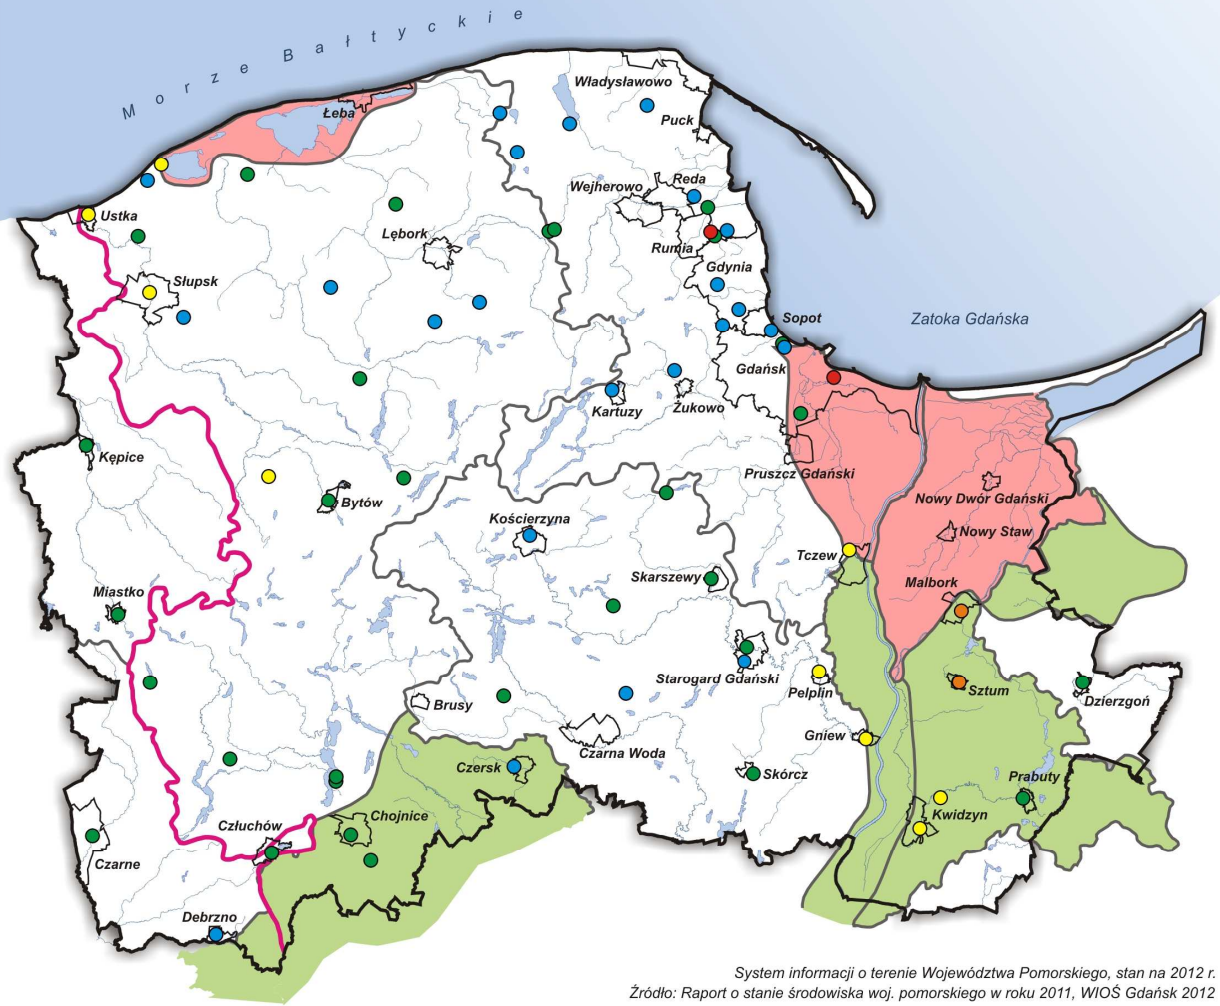 Morze Bałtyckie
Władysławowo
Łeba
Puck
Wejherowo
Reda
Ustka
Lębork
Rumia
Gdynia
Słupsk
Sopot
Zatoka Gdańska
Gdańsk
Kartuzy
Żukowo
Kępice
Pruszcz Gdański
Bytów
Nowy Dwór Gdański
Kościerzyna
Nowy Staw
Tczew
Skarszewy
Malbork
Miastko
Starogard Gdański
Pelplin
Sztum
Dzierzgoń
Brusy
Gniew
Czarna Woda
Czersk
Skórcz
Prabuty
Chojnice
Kwidzyn
Człuchów
Czarne
Debrzno
System informacji o terenie Województwa Pomorskiego, stan na 2012 r.
Źródło: Raport o stanie środowiska woj. pomorskiego w roku 2011, WIOŚ Gdańsk 2012